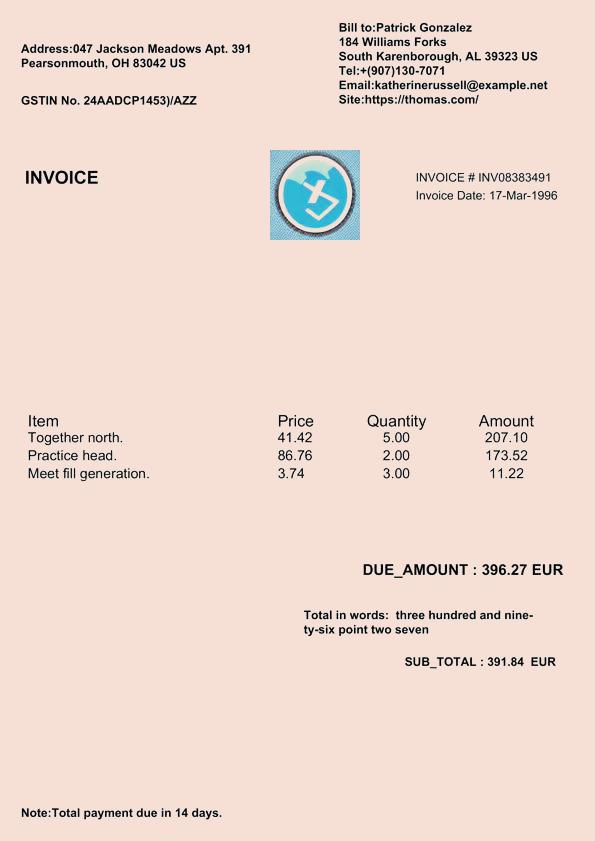 Address:047 Jackson Meadows Apt. 391
Pearsonmouth, OH 83042 US
GSTIN No. 24AADCP1453)/AZZ
Bill to:Patrick Gonzalez
184 Williams Forks
South Karenborough, AL 39323 US
Tel:+(907)130-7071
Email:katherinerussell@example.net
Site:https://thomas.com/
INVOICE
INVOICE # INV08383491
Invoice Date: 17-Mar-1996
Item Price Quantity Amount
Together north. 41.42 5.00 207.10
Practice head. 86.76 2.00 173.52
Meet fill generation. 3.74 3.00 11.22
DUE_AMOUNT : 396.27 EUR
Total in words: three hundred and nine-
ty-six point two seven
SUB_TOTAL : 391.84 EUR
Note:Total payment due in 14 days.